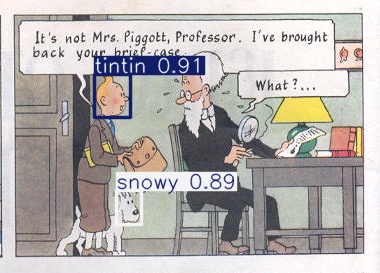 It's not Mrs. Piggott, Professor. I've brought
back your brief-case.
tintin 0.91
What?...
snowy 0.89